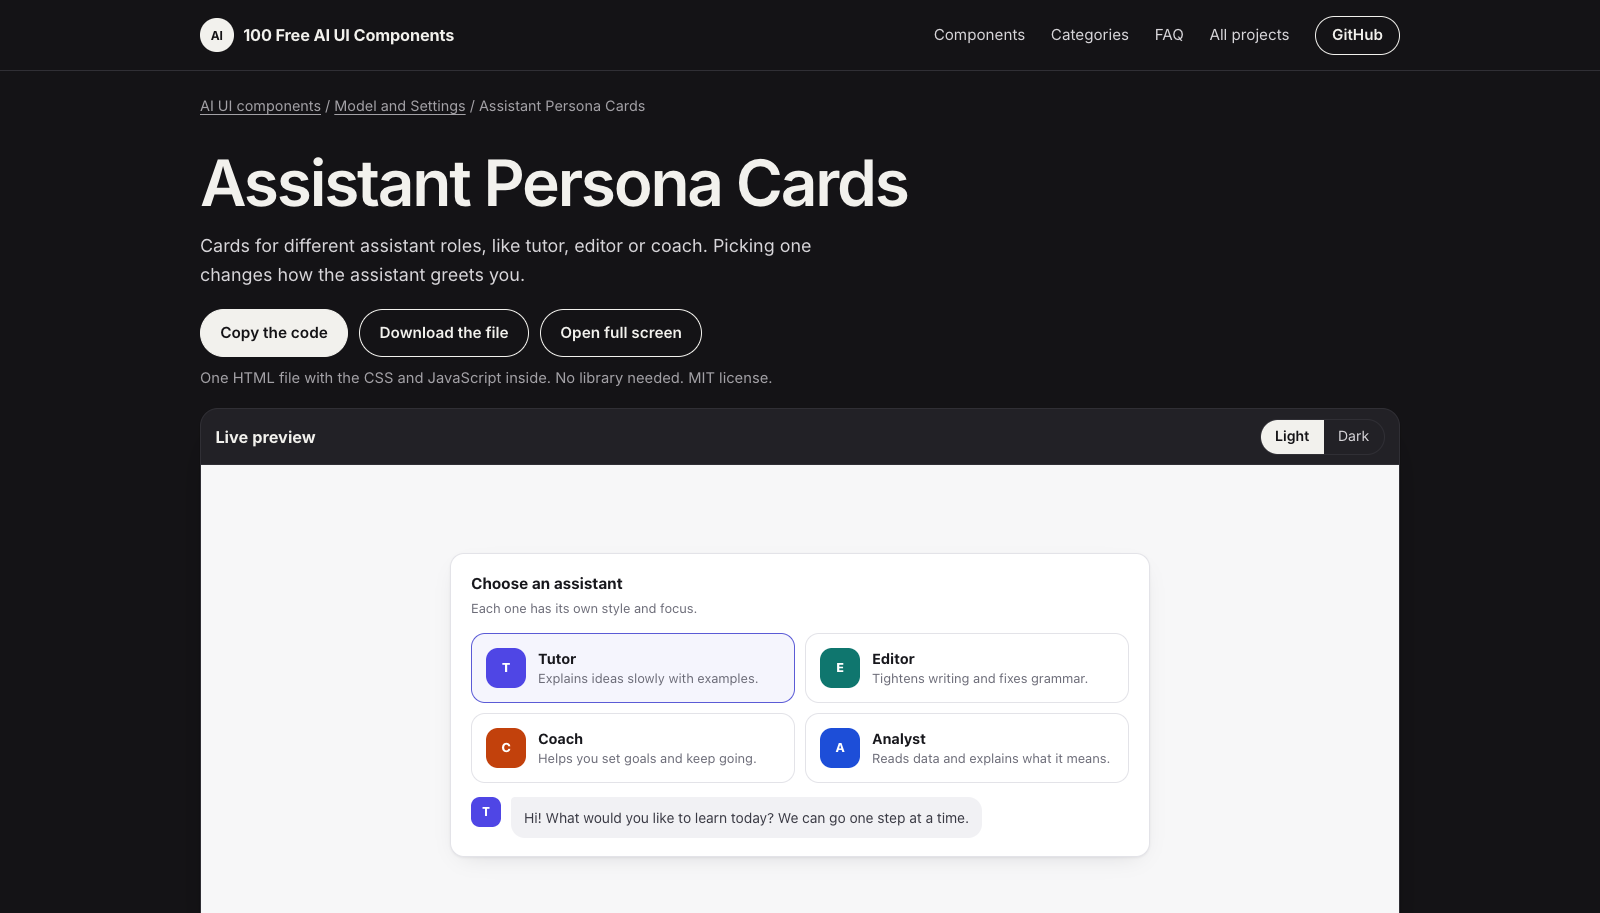 AI
100 Free AI UI Components
Components
Categories
FAQ
All projects
GitHub
AI UI components / Model and Settings / Assistant Persona Cards
Assistant Persona Cards
Cards for different assistant roles, like tutor, editor or coach. Picking one
changes how the assistant greets you.
Copy the code
Download the file
Open full screen
One HTML file with the CSS and JavaScript inside. No library needed. MIT license.
Live preview
Light
Dark
Choose an assistant
Each one has its own style and focus.
T
Tutor
Explains ideas slowly with examples.
E
Editor
Tightens writing and fixes grammar.
C
Coach
Helps you set goals and keep going.
A
Analyst
Reads data and explains what it means.
T
Hi! What would you like to learn today? We can go one step at a time.